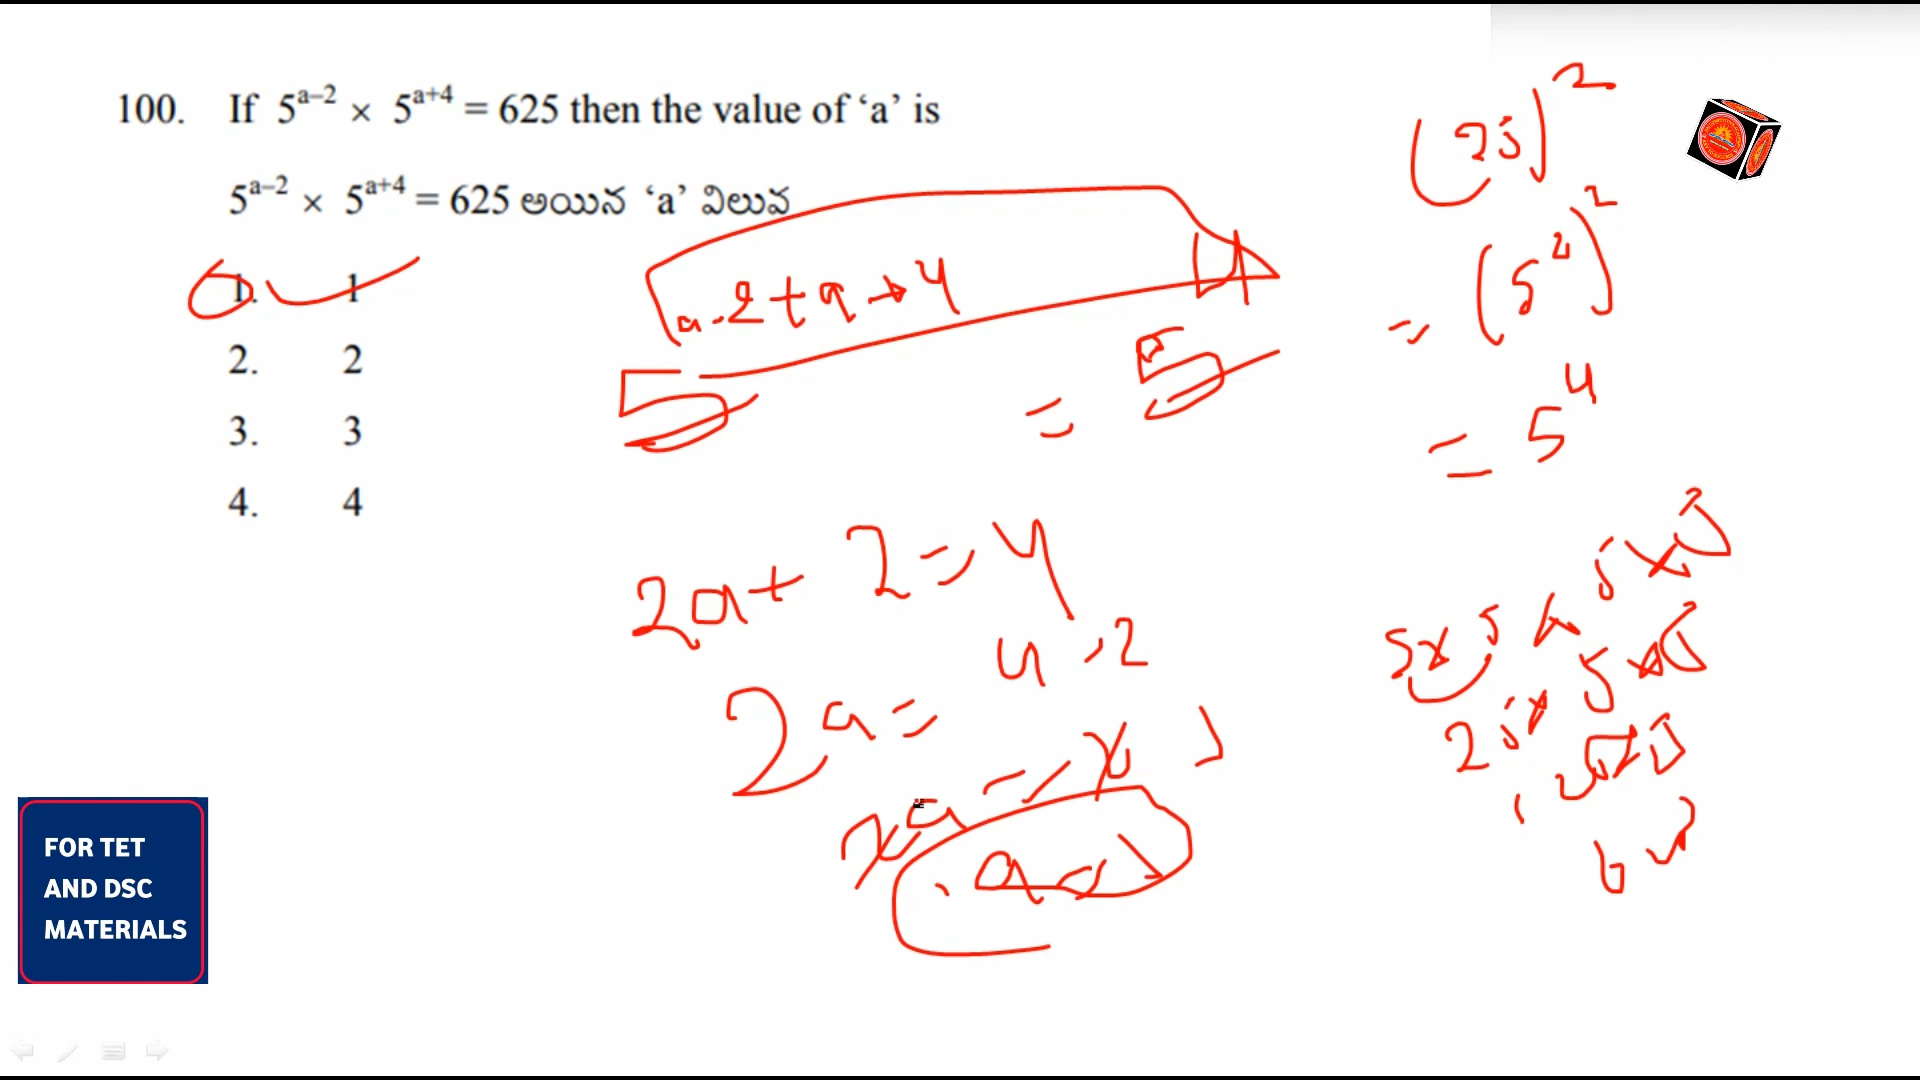 100. If 5^{a–2} × 5^{a+4} = 625 then the value of ‘a’ is
5^{a–2} × 5^{a+4} = 625 అయిన ‘a’ విలువ
1. 1
2. 2
3. 3
4. 4
5^{a-2+a+4} = 5^4
2a+2=4
2a= 4-2
(25)^2
= (5^2)^2
= 5^4
5x5x5x5
25x5x5
FOR TET
AND DSC
MATERIALS